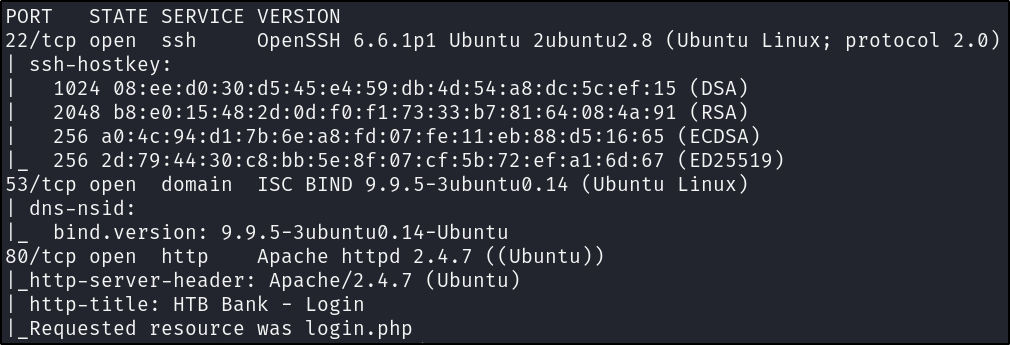 PORT   STATE SERVICE VERSION
22/tcp open  ssh     OpenSSH 6.6.1p1 Ubuntu 2ubuntu2.8 (Ubuntu Linux; protocol 2.0)
| ssh-hostkey:
|   1024 08:ee:d0:30:d5:45:e4:59:db:4d:54:a8:dc:5c:ef:15 (DSA)
|   2048 b8:e0:15:48:2d:0d:f0:f1:73:33:b7:81:64:08:4a:91 (RSA)
|   256 a0:4c:94:d1:7b:6e:a8:fd:07:fe:11:eb:88:d5:16:65 (ECDSA)
|_  256 2d:79:44:30:c8:bb:5e:8f:07:cf:5b:72:ef:a1:6d:67 (ED25519)
53/tcp open  domain  ISC BIND 9.9.5-3ubuntu0.14 (Ubuntu Linux)
| dns-nsid:
|_  bind.version: 9.9.5-3ubuntu0.14-Ubuntu
80/tcp open  http    Apache httpd 2.4.7 ((Ubuntu))
|_http-server-header: Apache/2.4.7 (Ubuntu)
| http-title: HTB Bank - Login
|_Requested resource was login.php